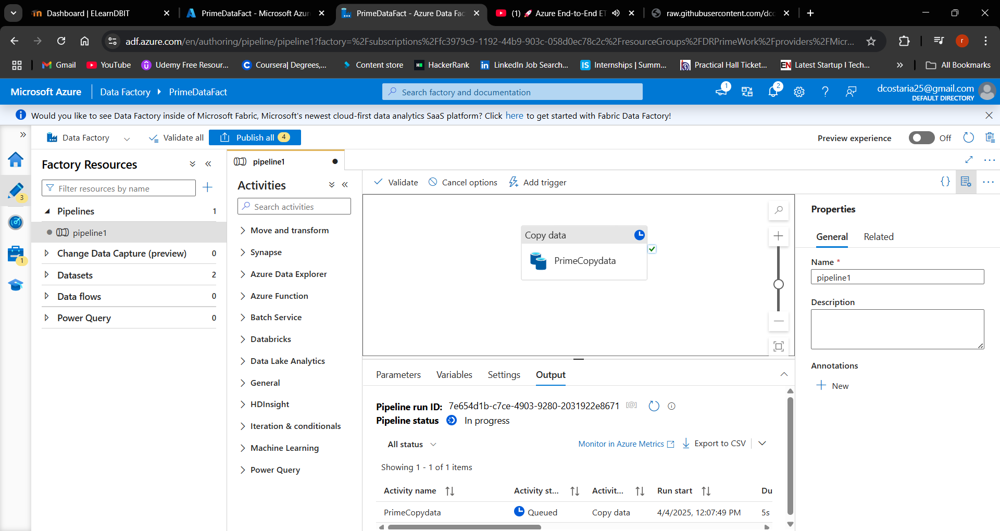 Dashboard | ELearnDBIT
PrimeDataFact - Microsoft Azur
PrimeDataFact - Azure Data Fac
(1) 🚀 Azure End-to-End ET
raw.githubusercontent.com/dcc
adf.azure.com/en/authoring/pipeline/pipeline1?factory=%2Fsubscriptions%2Ffc3979c9-1192-44b9-903c-058d0ec78c2c%2FresourceGroups%2FDRPrimeWork%2Fproviders%2FMicr...
r
Gmail
YouTube
Udemy Free Resour...
Coursera| Degrees,...
Content store
HackerRank
LinkedIn Job Search...
Internships | Summ...
Practical Hall Ticket...
Latest Startup I Tech...
All Bookmarks
Microsoft Azure
Data Factory
PrimeDataFact
Search factory and documentation
1
2
dcostaria25@gmail.com
DEFAULT DIRECTORY
Would you like to see Data Factory inside of Microsoft Fabric, Microsoft's newest cloud-first data analytics SaaS platform? Click here to get started with Fabric Data Factory!
Data Factory
Validate all
Publish all 4
Preview experience
Off
3
1
Factory Resources
Filter resources by name
Pipelines 1
pipeline1
Change Data Capture (preview) 0
Datasets 2
Data flows 0
Power Query 0
pipeline1
Activities
Search activities
Move and transform
Synapse
Azure Data Explorer
Azure Function
Batch Service
Databricks
Data Lake Analytics
General
HDInsight
Iteration & conditionals
Machine Learning
Power Query
Validate
Cancel options
Add trigger
Copy data
PrimeCopydata
Parameters
Variables
Settings
Output
Pipeline run ID: 7e654d1b-c7ce-4903-9280-2031922e8671
Pipeline status In progress
All status
Monitor in Azure Metrics
Export to CSV
Showing 1 - 1 of 1 items
Activity name Activity st... Activit... Run start Du
PrimeCopydata Queued Copy data 4/4/2025, 12:07:49 PM 5s
Properties
General
Related
Name *
pipeline1
Description
Annotations
New